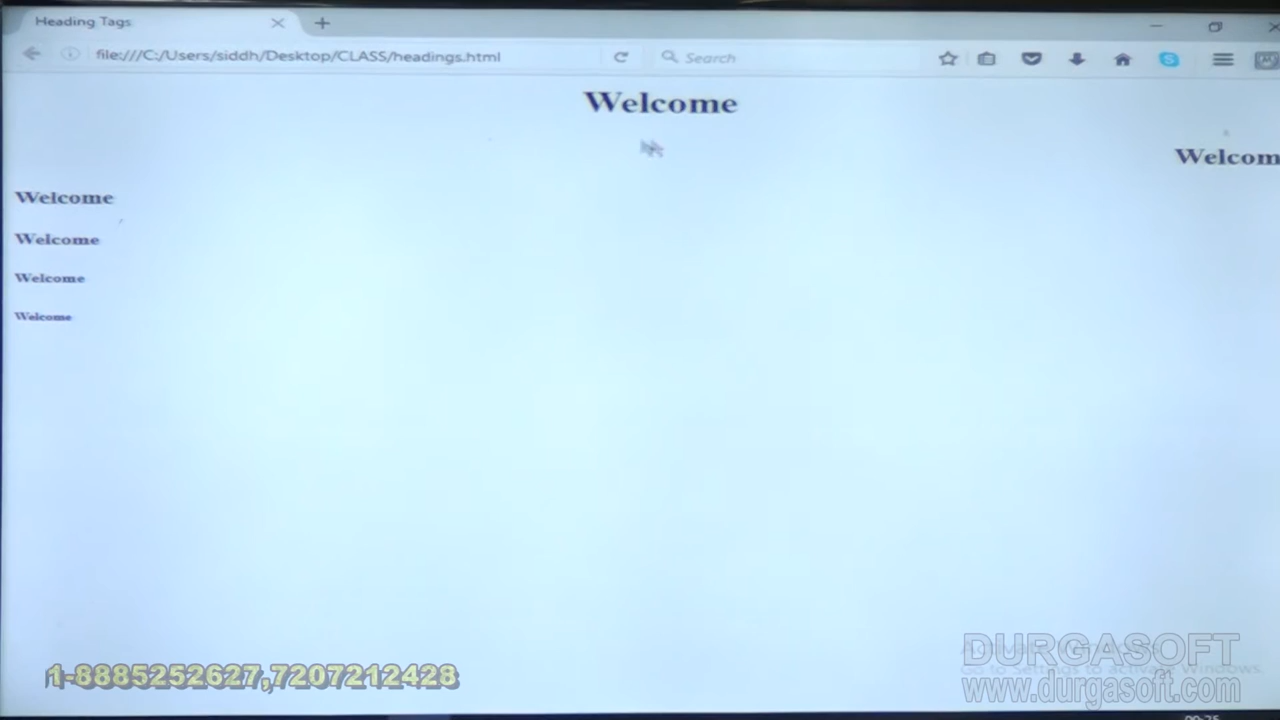 Heading Tags
file:///C:/Users/siddh/Desktop/CLASS/headings.html
Search
Welcome
Welcom
Welcome
Welcome
Welcome
Welcome
1-8885252627,7207212428
DURGASOFT
www.durgasoft.com